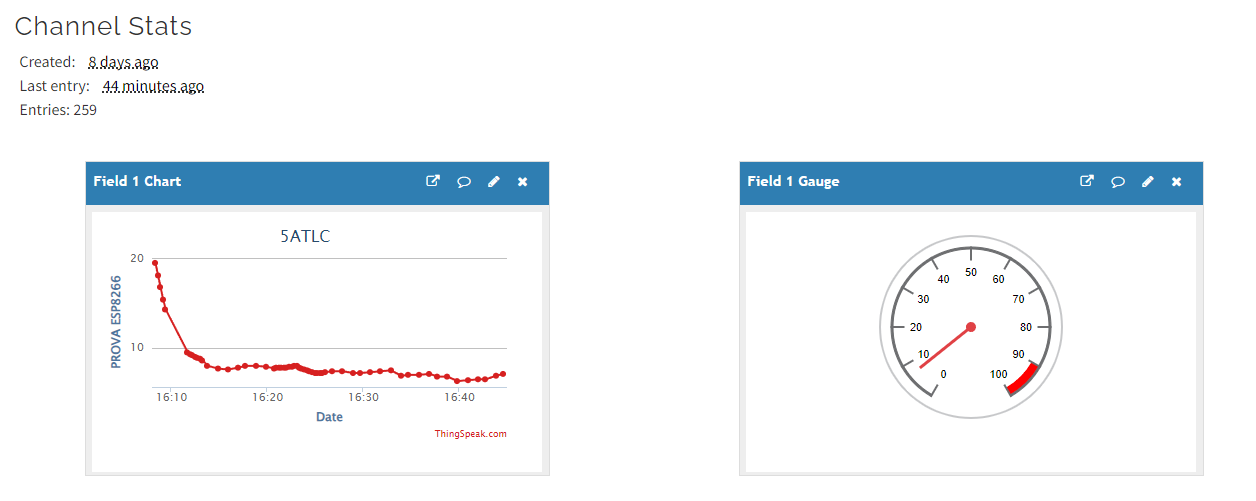 Channel Stats
Created: 8 days ago
Last entry: 44 minutes ago
Entries: 259
Field 1 Chart
5ATLC
PROVA ESP8266
20
10
16:10
16:20
16:30
16:40
Date
ThingSpeak.com
Field 1 Gauge
0
10
20
30
40
50
60
70
80
90
100